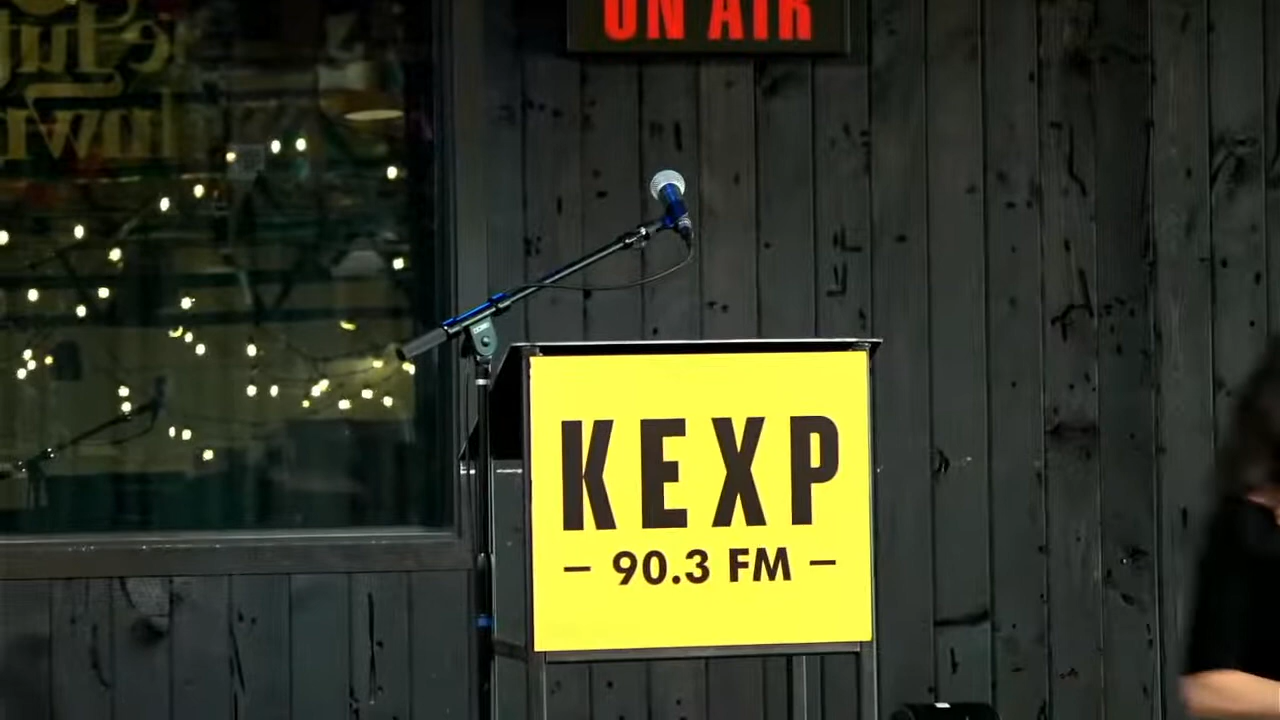 ON AIR
KEXP
– 90.3 FM –